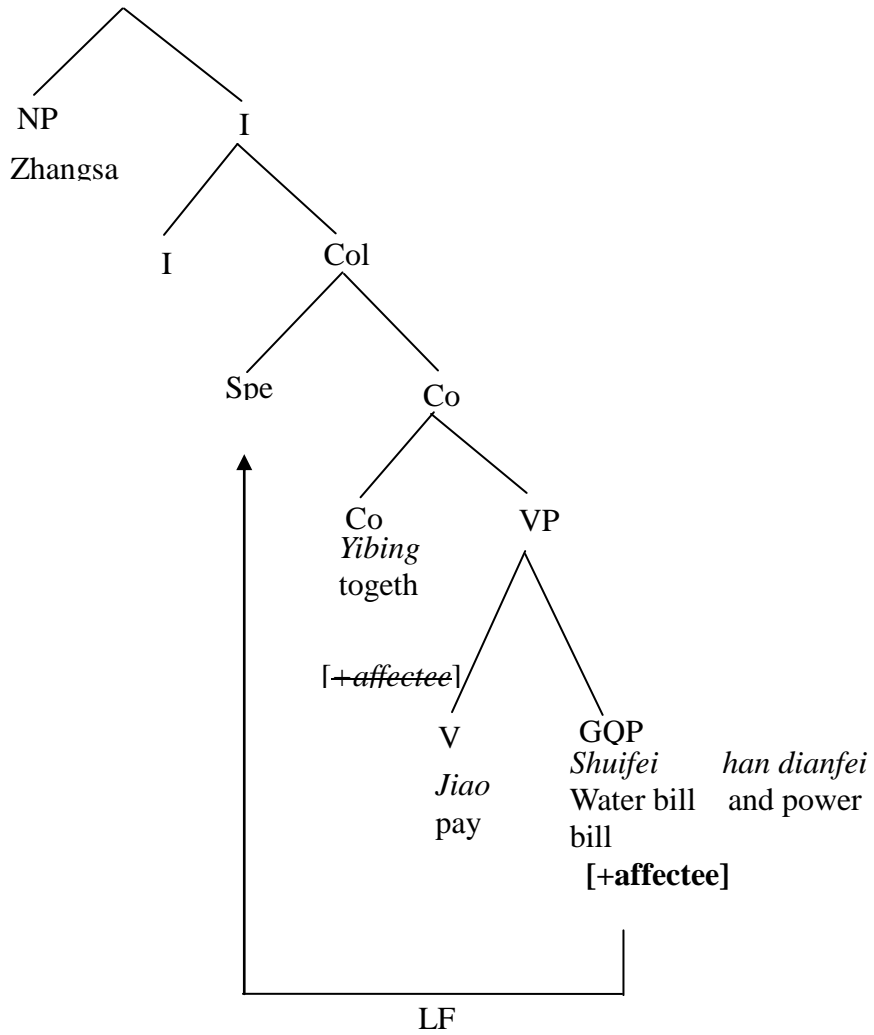 NP
I
Zhangsa
I
Col
Spe
Co
Co
VP
Yibing
togeth
[+affectee]
V
GQP
Jiao
pay
Shuifei han dianfei
Water bill and power
bill
[+affectee]
LF